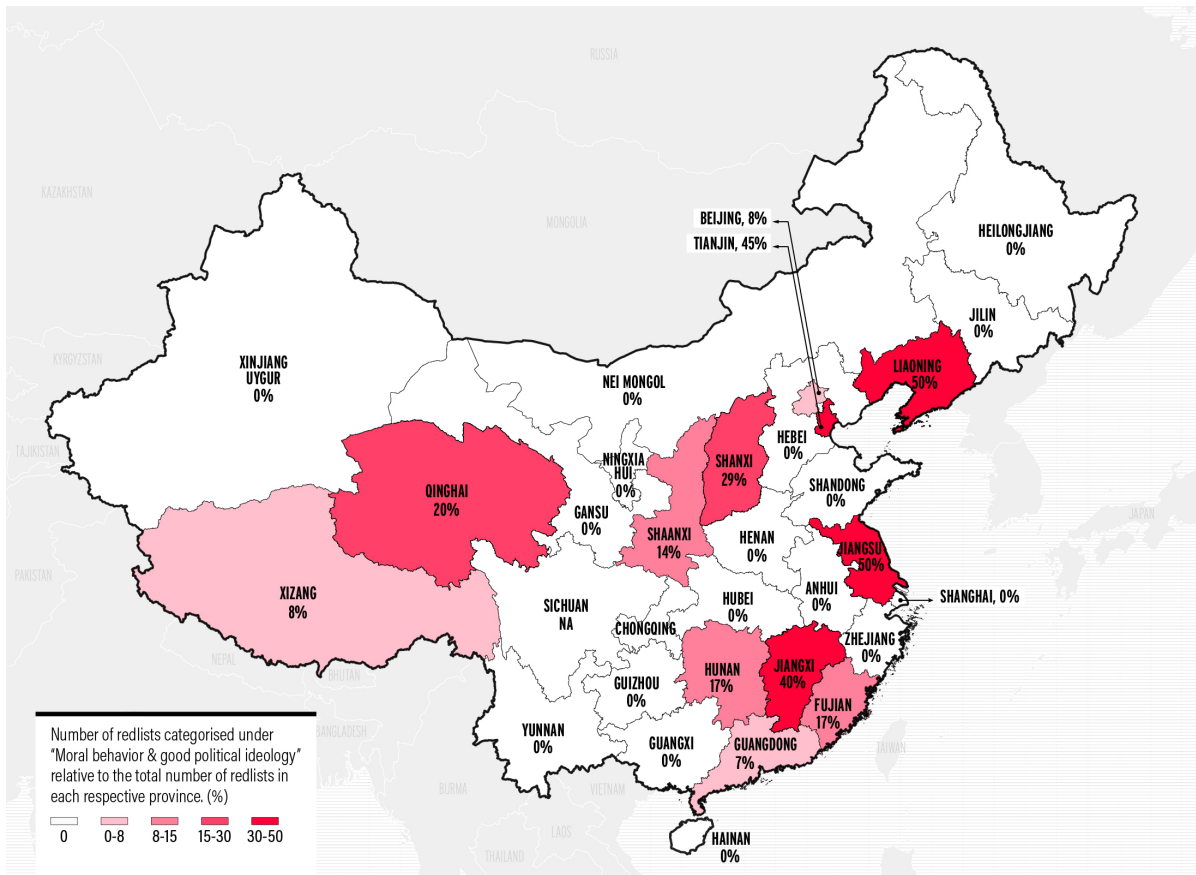 RUSSIA
KAZAKHSTAN
MONGOLIA
BEIJING, 8%
TIANJIN, 45%
HEILONGJIANG
0%
JILIN
0%
KYRGYZSTAN
XINJIANG
UYGUR
0%
LIAONING
50%
NEI MONGOL
0%
TAJIKISTAN
HEBEI
0%
NINGXIA
HUI
0%
SHANXI
29%
SHANDONG
0%
QINGHAI
20%
GANSU
0%
JAPAN
SHAANXI
14%
HENAN
0%
JIANGSU
50%
PAKISTAN
XIZANG
8%
SICHUAN
NA
HUBEI
0%
ANHUI
0%
SHANGHAI, 0%
CHONGQING
ZHEJIANG
0%
NEPAL
BHUTAN
HUNAN
17%
JIANGXI
40%
GUIZHOU
0%
FUJIAN
17%
BANGLADESH
YUNNAN
0%
GUANGXI
0%
GUANGDONG
7%
TAIWAN
BURMA
VIETNAM
LAOS
THAILAND
HAINAN
0%
Number of redlists categorised under
"Moral behavior & good political ideology"
relative to the total number of redlists in
each respective province. (%)
0 0-8 8-15 15-30 30-50